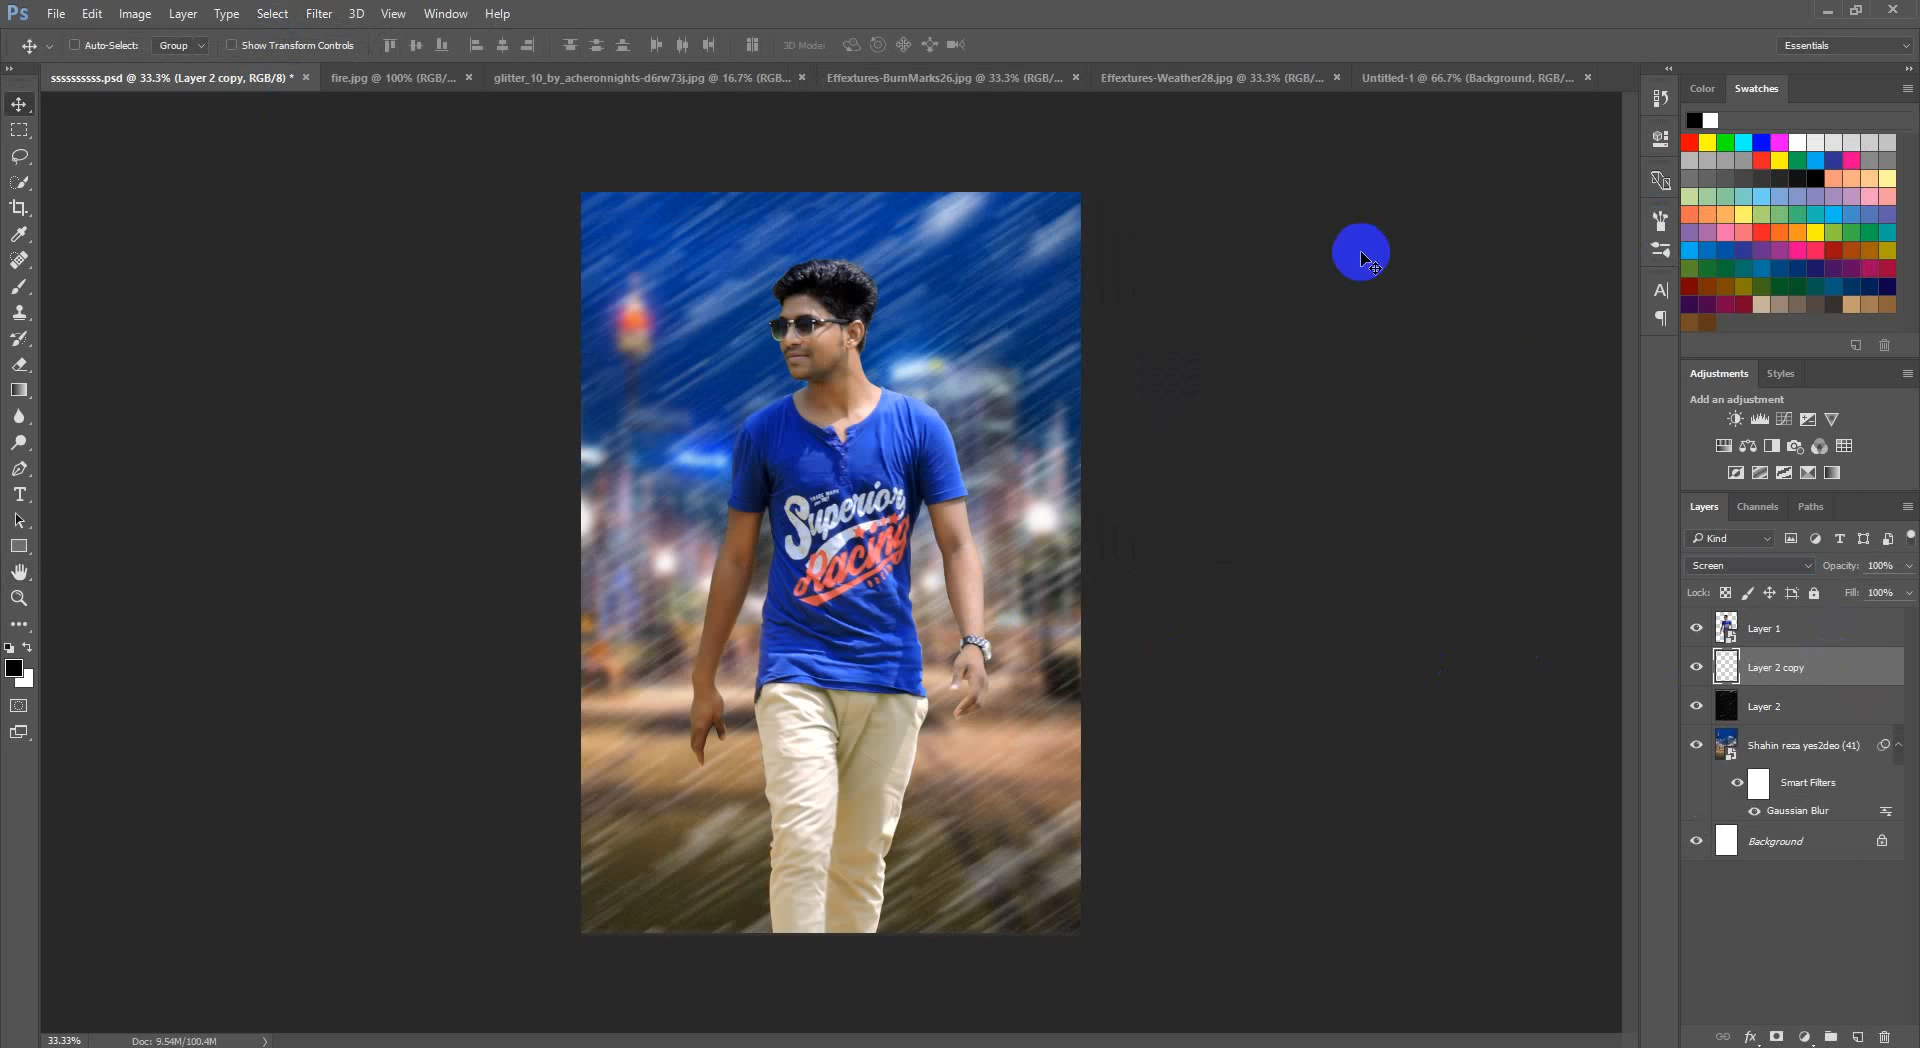 Ps File Edit Image Layer Type Select Filter 3D View Window Help
Auto-Select: Group Show Transform Controls 3D Mode: Essentials
ssssssssss.psd @ 33.3% (Layer 2 copy, RGB/8) * fire.jpg @ 100% (RGB/... glitter_10_by_acheronnights-d6rw73j.jpg @ 16.7% (RGB... Effextures-BurnMarks26.jpg @ 33.3% (RGB/... Effextures-Weather28.jpg @ 33.3% (RGB/... Untitled-1 @ 66.7% (Background, RGB/...
Color Swatches
Adjustments Styles
Add an adjustment
TRADE MARK
Superior
Racing
Layers Channels Paths
Kind
Screen Opacity: 100%
Lock: Fill: 100%
Layer 1
Layer 2 copy
Layer 2
Shahin reza yes2deo (41)
Smart Filters
Gaussian Blur
Background
33.33% Doc: 9.54M/100.4M